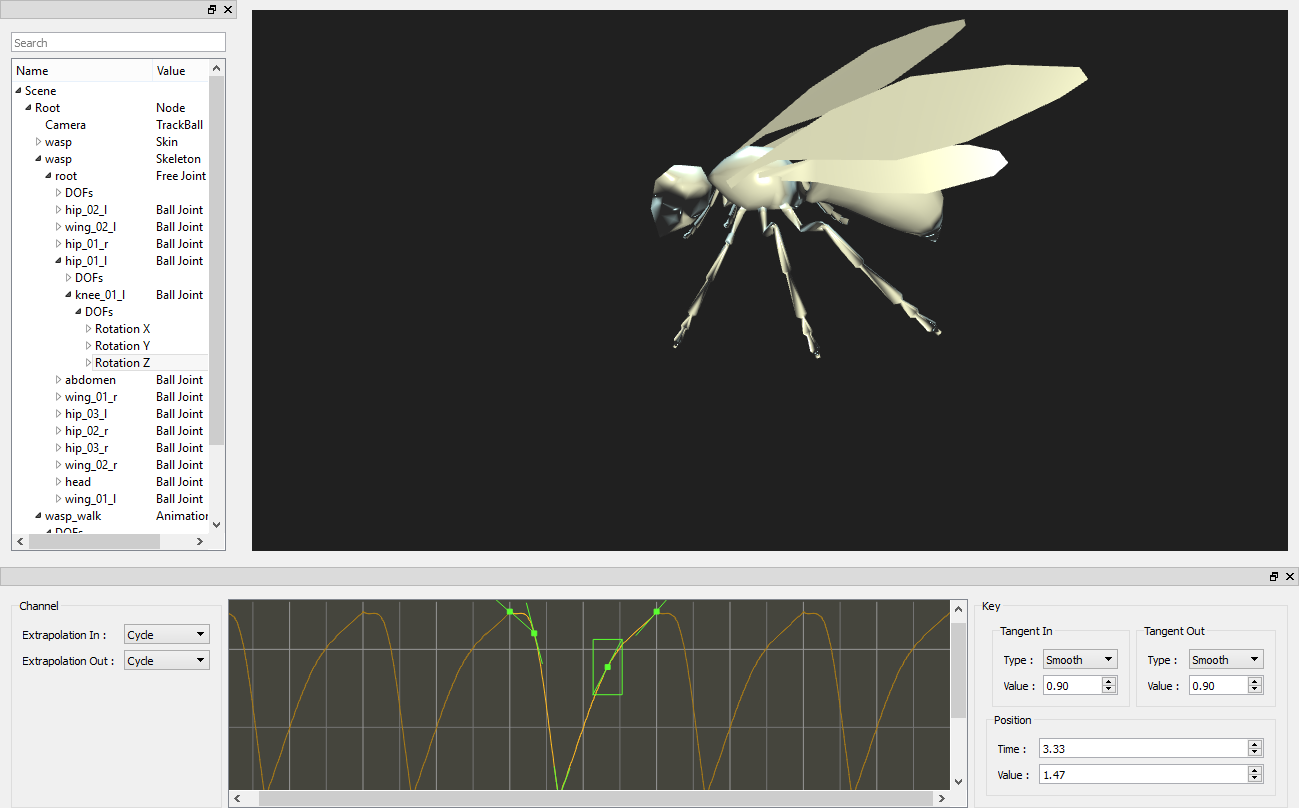 Search
Name Value
Scene
Root Node
Camera TrackBall
wasp Skin
wasp Skeleton
root Free Joint
DOFs
hip_02_l Ball Joint
wing_02_l Ball Joint
hip_01_r Ball Joint
hip_01_l Ball Joint
DOFs
knee_01_l Ball Joint
DOFs
Rotation X
Rotation Y
Rotation Z
abdomen Ball Joint
wing_01_r Ball Joint
hip_03_l Ball Joint
hip_02_r Ball Joint
hip_03_r Ball Joint
wing_02_r Ball Joint
head Ball Joint
wing_01_l Ball Joint
wasp_walk Animation
DOFs
Channel
Extrapolation In : Cycle
Extrapolation Out : Cycle
Key
Tangent In
Type : Smooth
Value : 0.90
Tangent Out
Type : Smooth
Value : 0.90
Position
Time : 3.33
Value : 1.47